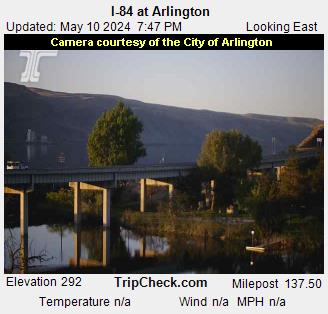 I-84 at Arlington
Updated: May 10 2024 7:47 PM Looking East
Camera courtesy of the City of Arlington
Elevation 292 TripCheck.com Milepost 137.50
Temperature n/a Wind n/a MPH n/a